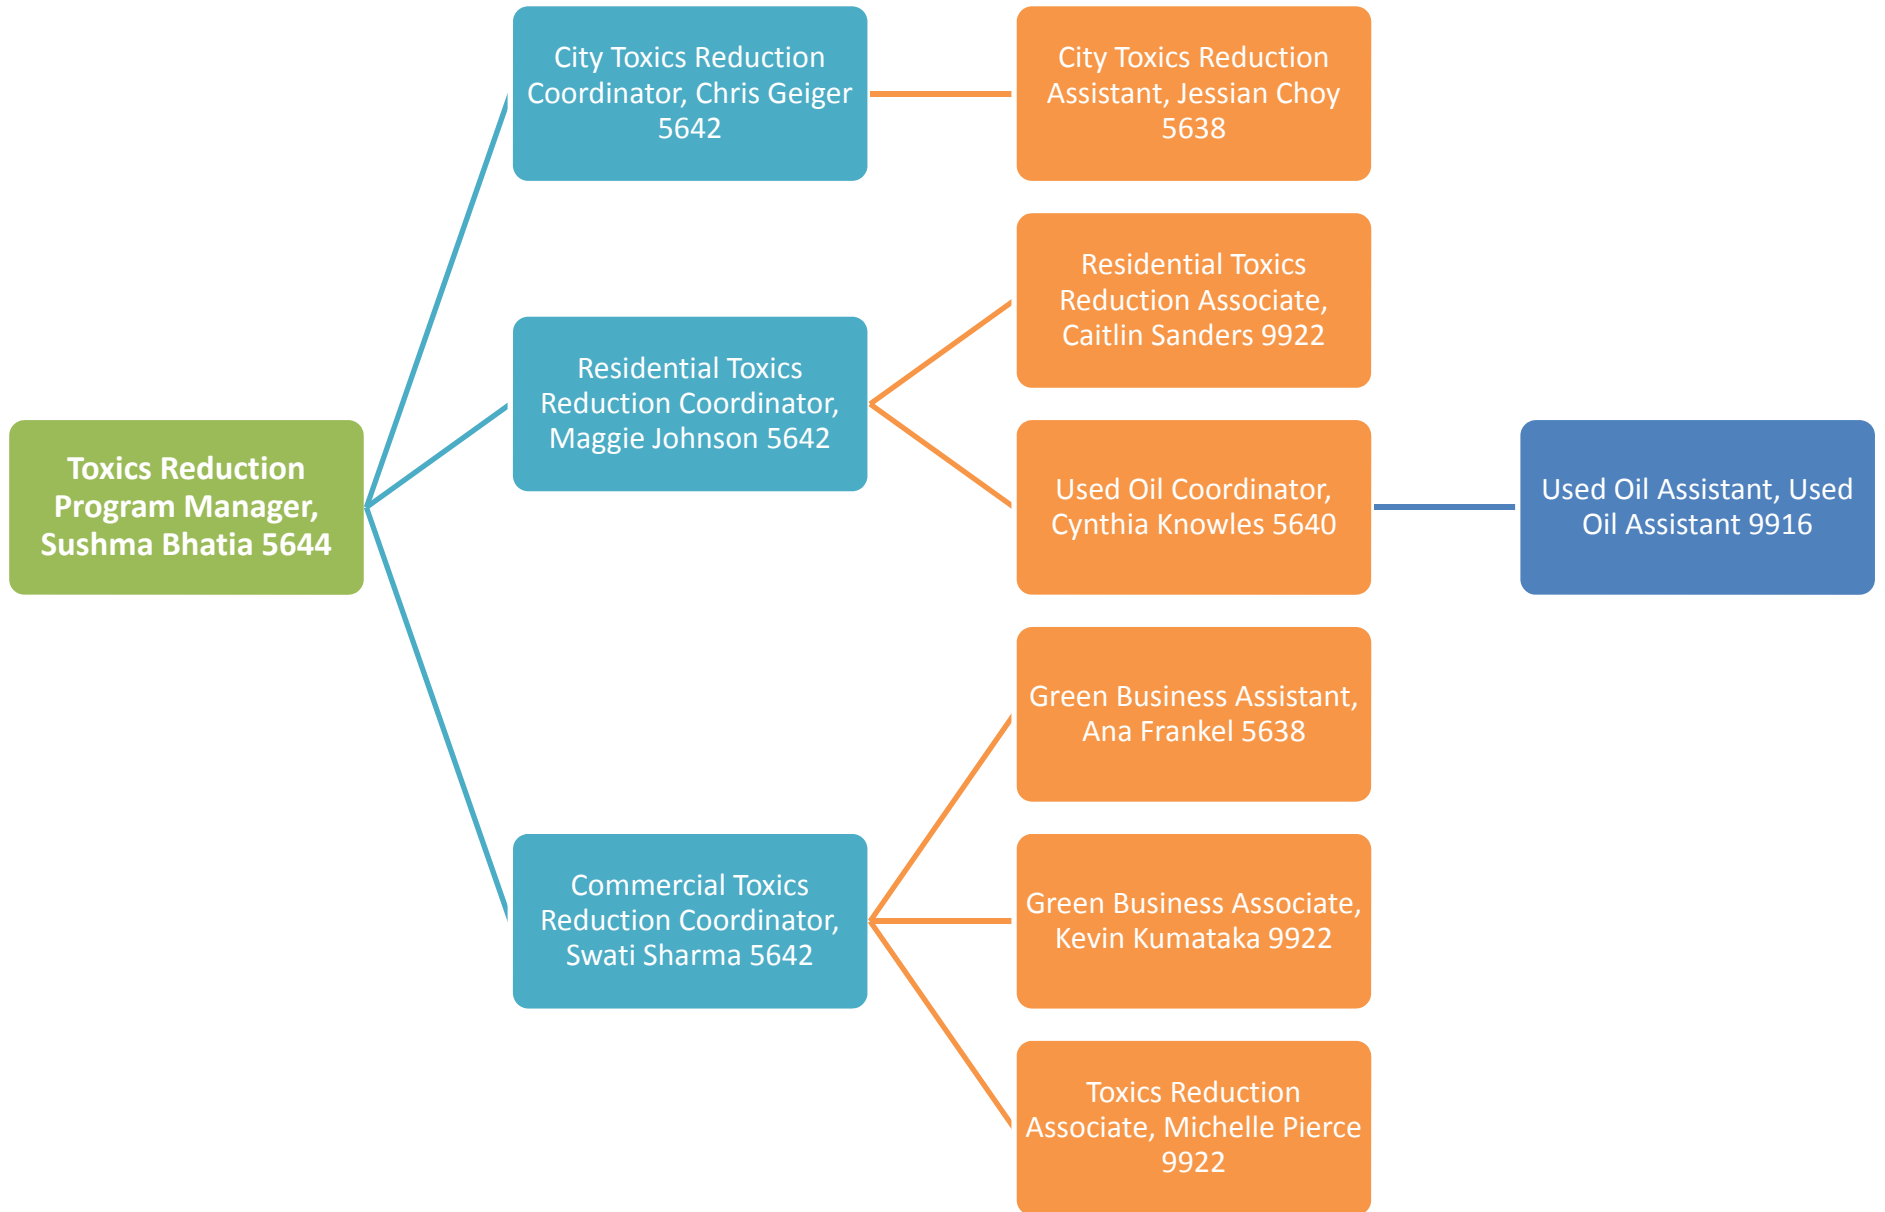 City Toxics Reduction
Coordinator, Chris Geiger
5642
City Toxics Reduction
Assistant, Jessian Choy
5638
Residential Toxics
Reduction Associate,
Caitlin Sanders 9922
Residential Toxics
Reduction Coordinator,
Maggie Johnson 5642
Toxics Reduction
Program Manager,
Sushma Bhatia 5644
Used Oil Coordinator,
Cynthia Knowles 5640
Used Oil Assistant, Used
Oil Assistant 9916
Green Business Assistant,
Ana Frankel 5638
Commercial Toxics
Reduction Coordinator,
Swati Sharma 5642
Green Business Associate,
Kevin Kumataka 9922
Toxics Reduction
Associate, Michelle Pierce
9922